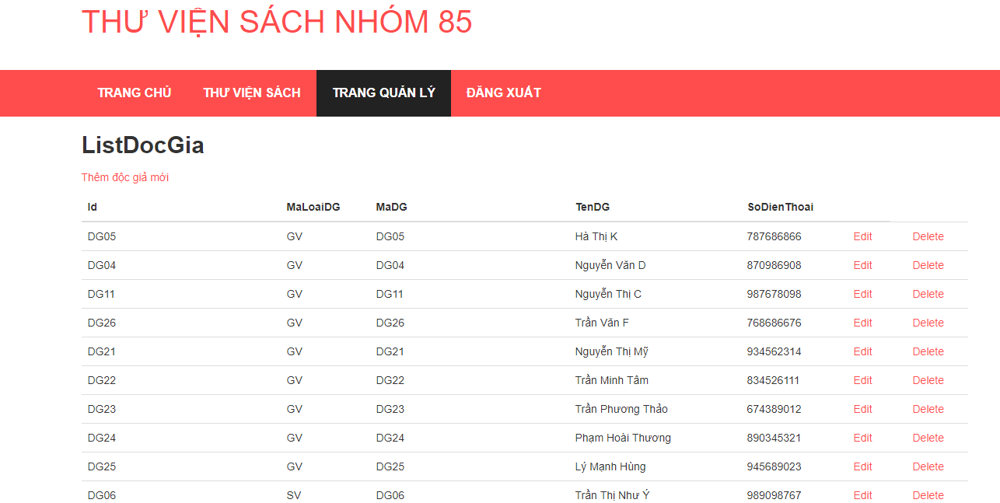 THƯ VIỆN SÁCH NHÓM 85
TRANG CHỦ THƯ VIỆN SÁCH TRANG QUẢN LÝ ĐĂNG XUẤT
ListDocGia
Thêm độc giả mới
Id MaLoaiDG MaDG TenDG SoDienThoai
DG05 GV DG05 Hà Thị K 787686866 Edit Delete
DG04 GV DG04 Nguyễn Văn D 870986908 Edit Delete
DG11 GV DG11 Nguyễn Thị C 987678098 Edit Delete
DG26 GV DG26 Trần Văn F 768686676 Edit Delete
DG21 GV DG21 Nguyễn Thị Mỹ 934562314 Edit Delete
DG22 GV DG22 Trần Minh Tâm 834526111 Edit Delete
DG23 GV DG23 Trần Phương Thảo 674389012 Edit Delete
DG24 GV DG24 Phạm Hoài Thương 890345321 Edit Delete
DG25 GV DG25 Lý Mạnh Hùng 945689023 Edit Delete
DG06 SV DG06 Trần Thị Như Ý 989098767 Edit Delete